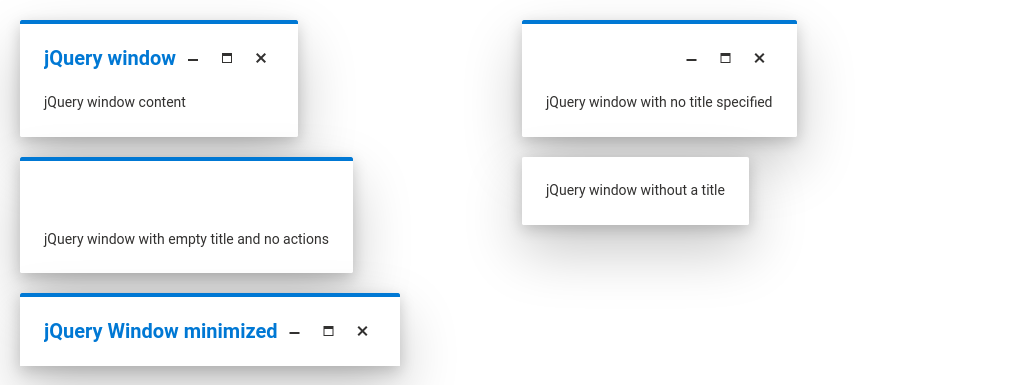 jQuery window
jQuery window content
jQuery window with no title specified
jQuery window with empty title and no actions
jQuery window without a title
jQuery Window minimized